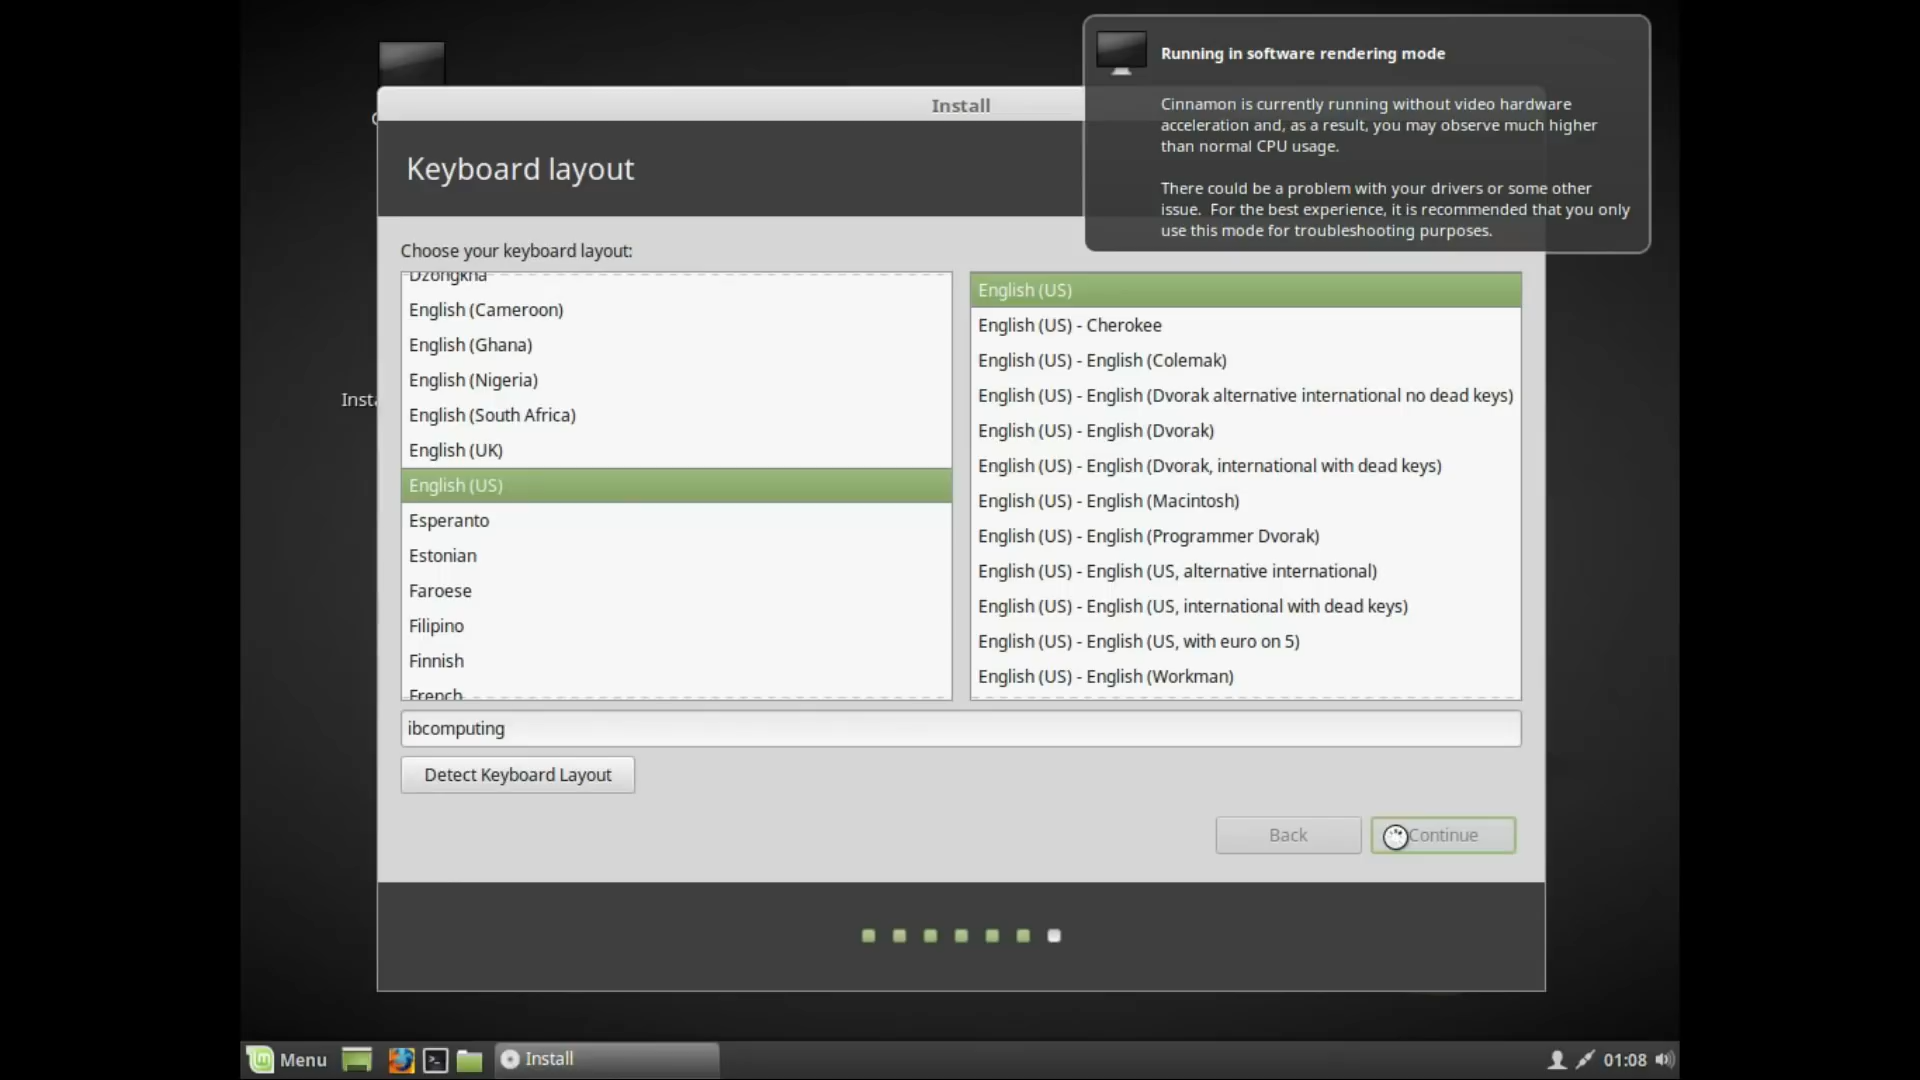 Running in software rendering mode
Cinnamon is currently running without video hardware
acceleration and, as a result, you may observe much higher
than normal CPU usage.
There could be a problem with your drivers or some other
issue.  For the best experience, it is recommended that you only
use this mode for troubleshooting purposes.
Install
Keyboard layout
Choose your keyboard layout:
Dzongkha
English (Cameroon)
English (Ghana)
English (Nigeria)
English (South Africa)
English (UK)
English (US)
Esperanto
Estonian
Faroese
Filipino
Finnish
French
English (US)
English (US) - Cherokee
English (US) - English (Colemak)
English (US) - English (Dvorak alternative international no dead keys)
English (US) - English (Dvorak)
English (US) - English (Dvorak, international with dead keys)
English (US) - English (Macintosh)
English (US) - English (Programmer Dvorak)
English (US) - English (US, alternative international)
English (US) - English (US, international with dead keys)
English (US) - English (US, with euro on 5)
English (US) - English (Workman)
Insta
ibcomputing
Detect Keyboard Layout
Back
Continue
Menu
Install
01:08